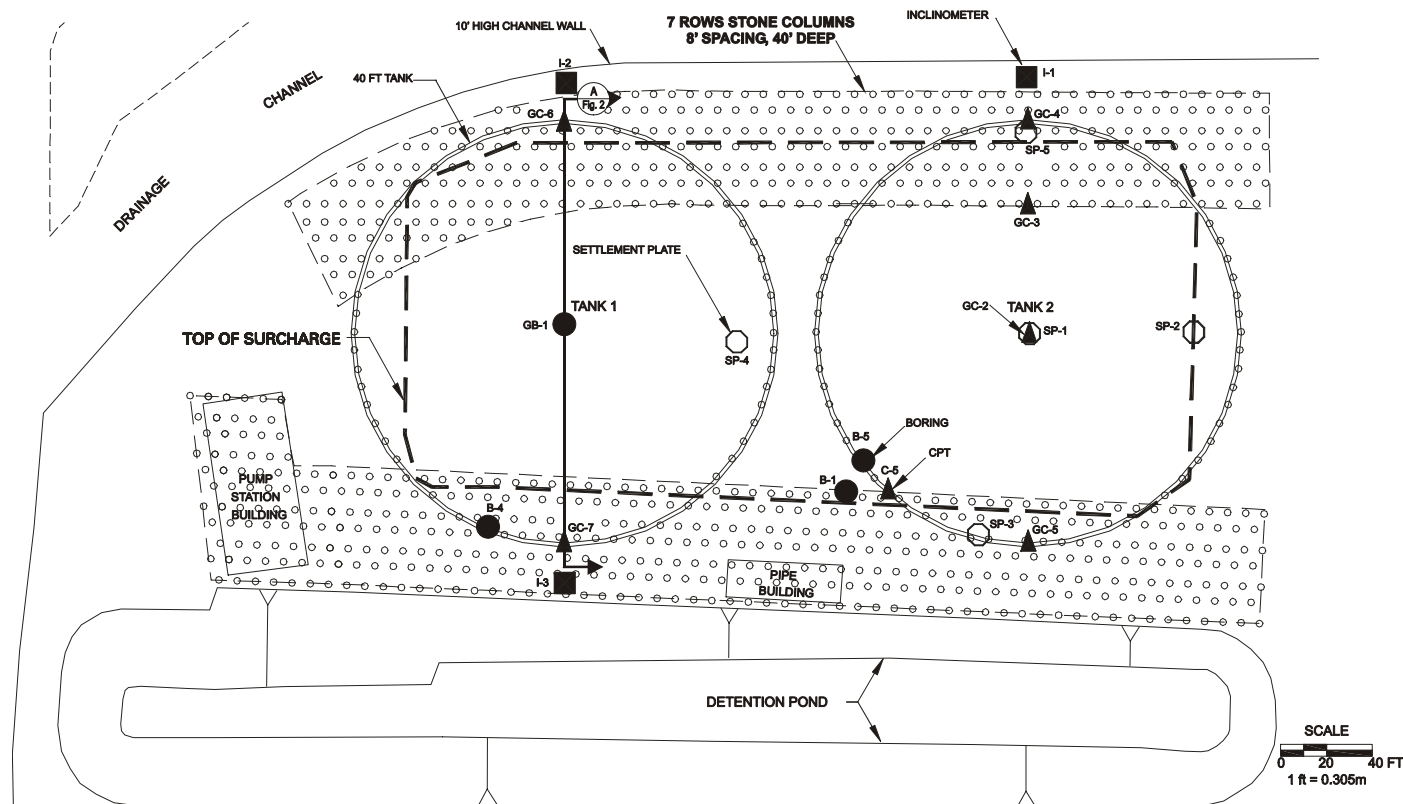 7 ROWS STONE COLUMNS
8' SPACING, 40' DEEP
INCLINOMETER
10' HIGH CHANNEL WALL
I-2
I-1
40 FT TANK
CHANNEL
A
Fig. 2
GC-6
GC-4
SP-5
DRAINAGE
GC-3
SETTLEMENT PLATE
TANK 1
GB-1
GC-2
TANK 2
SP-1
SP-2
TOP OF SURCHARGE
SP-4
B-5
BORING
CPT
B-1
C-5
PUMP
STATION
BUILDING
B-4
GC-7
SP-3
GC-5
I-3
PIPE
BUILDING
DETENTION POND
SCALE
0 20 40 FT
1 ft = 0.305m